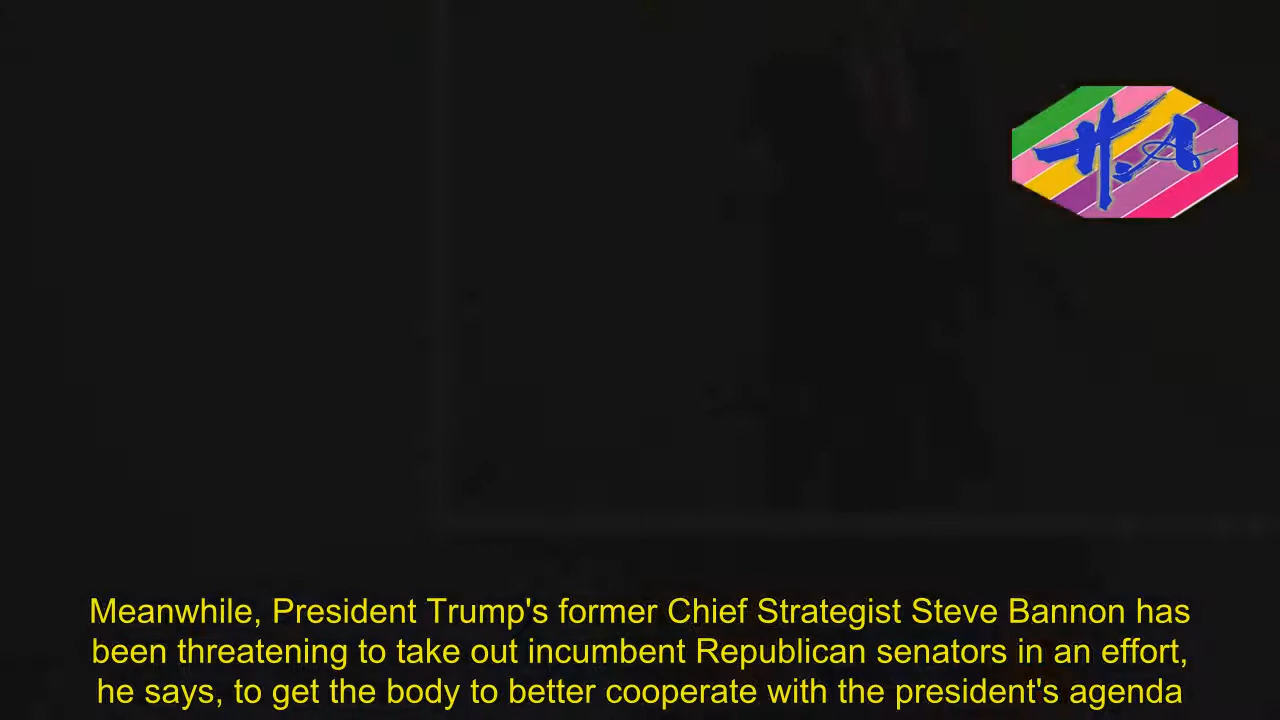 H.A
Meanwhile, President Trump's former Chief Strategist Steve Bannon has
been threatening to take out incumbent Republican senators in an effort,
he says, to get the body to better cooperate with the president's agenda